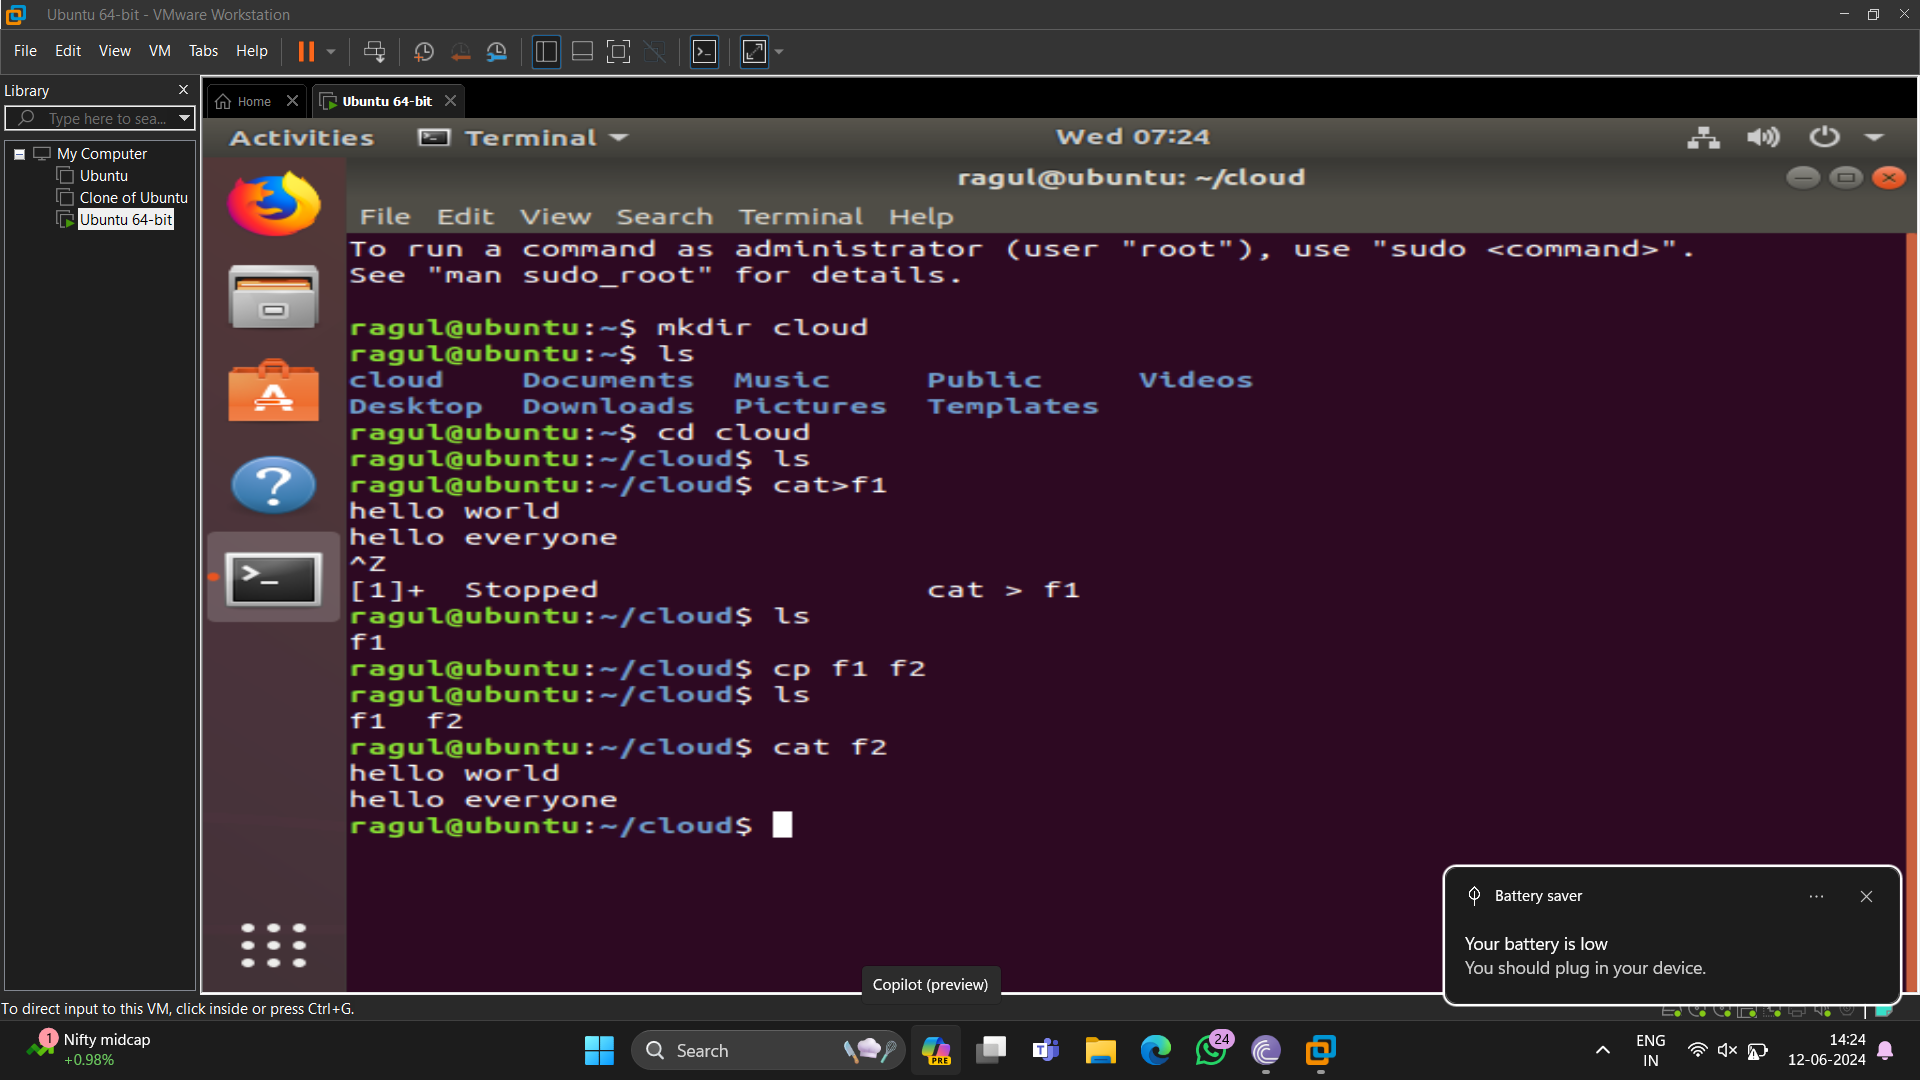 Ubuntu 64-bit - VMware Workstation
File Edit View VM Tabs Help
Library
Type here to sea...
My Computer
Ubuntu
Clone of Ubuntu
Ubuntu 64-bit
Home
Ubuntu 64-bit
Activities
Terminal
Wed 07:24
ragul@ubuntu: ~/cloud
File Edit View Search Terminal Help
To run a command as administrator (user "root"), use "sudo <command>".
See "man sudo_root" for details.
ragul@ubuntu:~$ mkdir cloud
ragul@ubuntu:~$ ls
cloud Documents Music Public Videos
Desktop Downloads Pictures Templates
ragul@ubuntu:~$ cd cloud
ragul@ubuntu:~/cloud$ ls
ragul@ubuntu:~/cloud$ cat>f1
hello world
hello everyone
^Z
[1]+ Stopped cat > f1
ragul@ubuntu:~/cloud$ ls
f1
ragul@ubuntu:~/cloud$ cp f1 f2
ragul@ubuntu:~/cloud$ ls
f1 f2
ragul@ubuntu:~/cloud$ cat f2
hello world
hello everyone
ragul@ubuntu:~/cloud$
Battery saver
Your battery is low
You should plug in your device.
Copilot (preview)
To direct input to this VM, click inside or press Ctrl+G.
1
Nifty midcap
+0.98%
Search
PRE
24
ENG
IN
14:24
12-06-2024